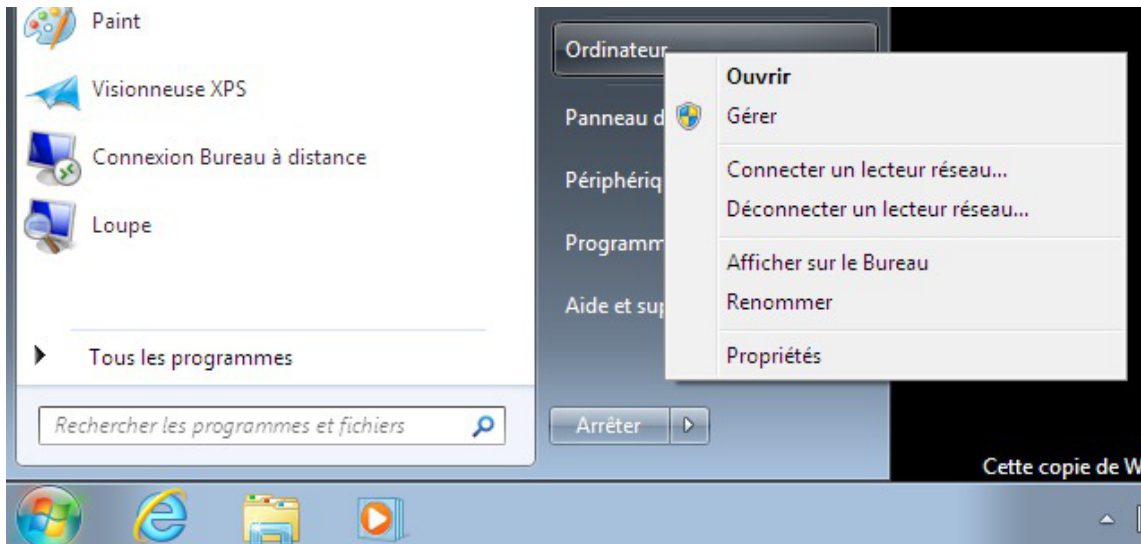 Paint
Visionneuse XPS
Connexion Bureau à distance
Loupe
Tous les programmes
Rechercher les programmes et fichiers
Ordinateur
Panneau d
Périphériq
Programm
Aide et sup
Arrêter
Ouvrir
Gérer
Connecter un lecteur réseau...
Déconnecter un lecteur réseau...
Afficher sur le Bureau
Renommer
Propriétés
Cette copie de W